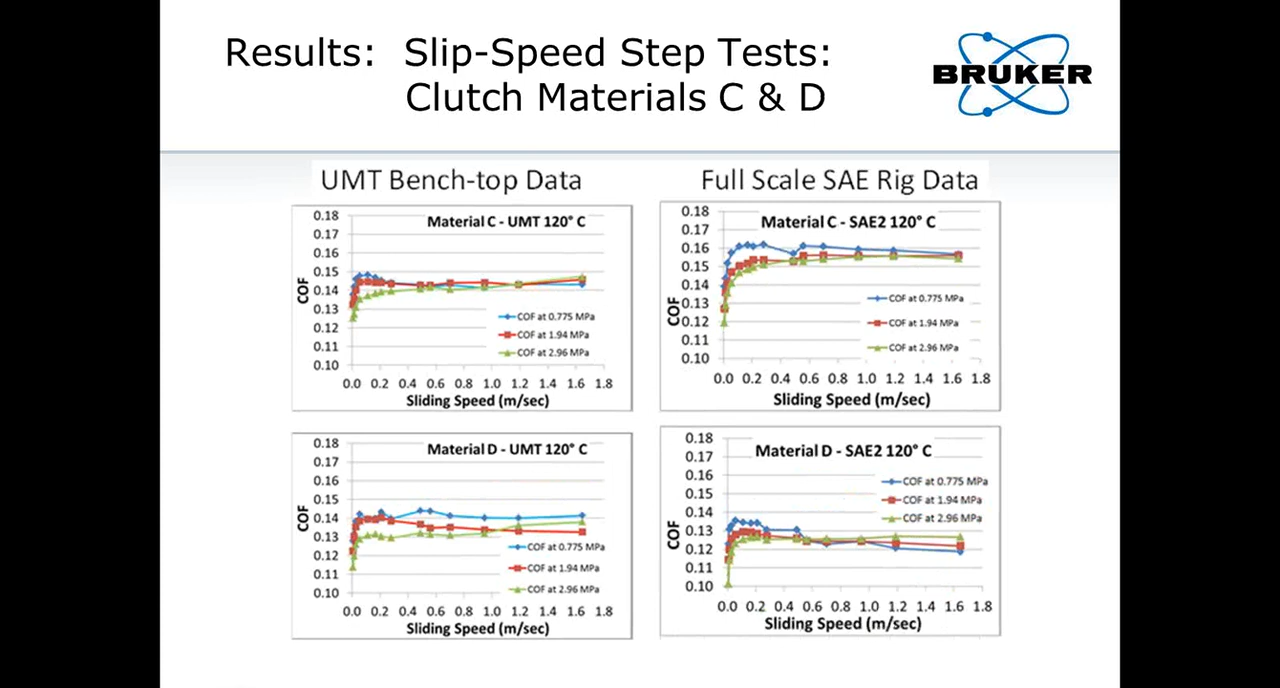 Results: Slip-Speed Step Tests:
Clutch Materials C & D
BRUKER
UMT Bench-top Data
Full Scale SAE Rig Data
Material C - UMT 120° C
0.18
0.17
0.16
0.15
0.14
0.13
0.12
0.11
0.10
COF
COF at 0.775 MPa
COF at 1.94 MPa
COF at 2.96 MPa
0.0 0.2 0.4 0.6 0.8 1.0 1.2 1.4 1.6 1.8
Sliding Speed (m/sec)
Material C - SAE2 120° C
0.18
0.17
0.16
0.15
0.14
0.13
0.12
0.11
0.10
COF
COF at 0.775 MPa
COF at 1.94 MPa
COF at 2.96 MPa
0.0 0.2 0.4 0.6 0.8 1.0 1.2 1.4 1.6 1.8
Sliding Speed (m/sec)
Material D - UMT 120° C
0.18
0.17
0.16
0.15
0.14
0.13
0.12
0.11
0.10
COF
COF at 0.775 MPa
COF at 1.94 MPa
COF at 2.96 MPa
0.0 0.2 0.4 0.6 0.8 1.0 1.2 1.4 1.6 1.8
Sliding Speed (m/sec)
Material D - SAE2 120° C
0.18
0.17
0.16
0.15
0.14
0.13
0.12
0.11
0.10
COF
COF at 0.775 MPa
COF at 1.94 MPa
COF at 2.96 MPa
0.0 0.2 0.4 0.6 0.8 1.0 1.2 1.4 1.6 1.8
Sliding Speed (m/sec)